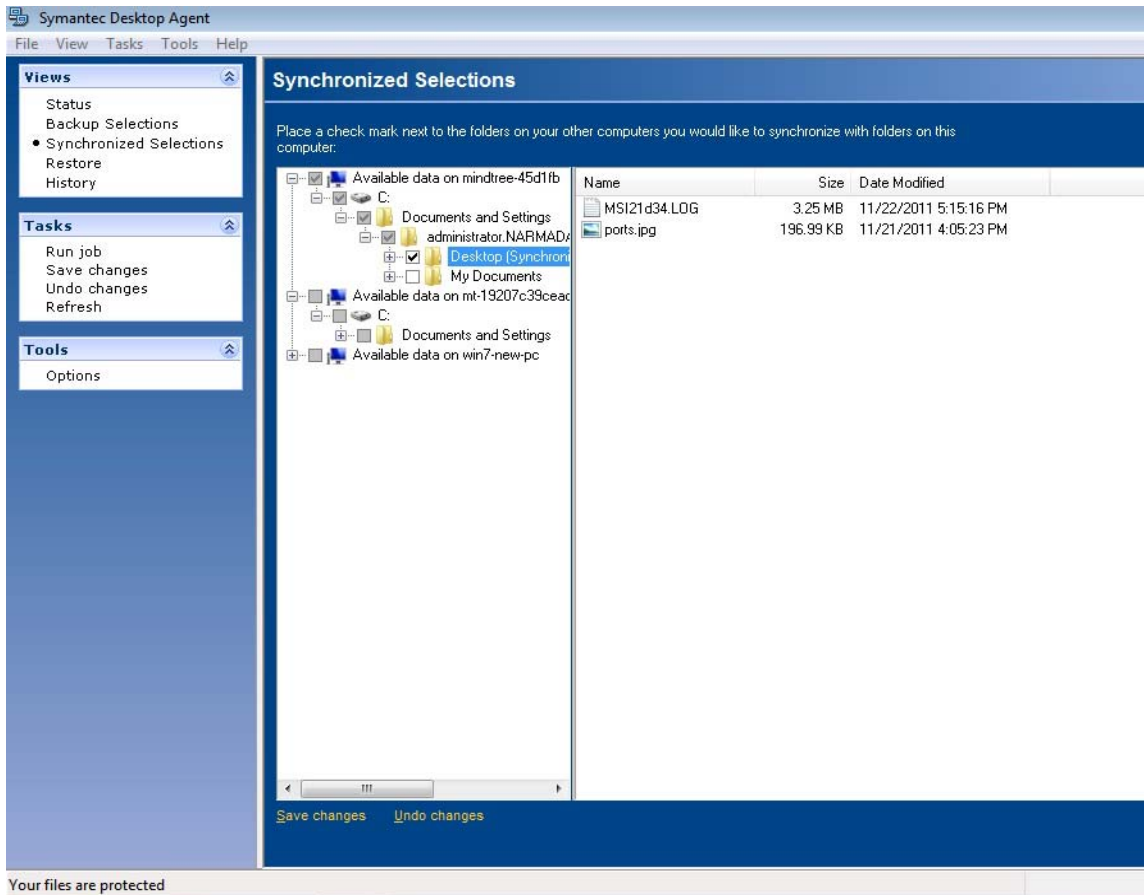 Symantec Desktop Agent
File View Tasks Tools Help
Views
Status
Backup Selections
Synchronized Selections
Restore
History
Tasks
Run job
Save changes
Undo changes
Refresh
Tools
Options
Synchronized Selections
Place a check mark next to the folders on your other computers you would like to synchronize with folders on this
computer:
Available data on mindtree-45d1fb
C:
Documents and Settings
administrator.NARMADA
Desktop (Synchroni
My Documents
Available data on mt-19207c39cead
C:
Documents and Settings
Available data on win7-new-pc
Name Size Date Modified
MSI21d34.LOG 3.25 MB 11/22/2011 5:15:16 PM
ports.jpg 196.99 KB 11/21/2011 4:05:23 PM
Save changes Undo changes
Your files are protected